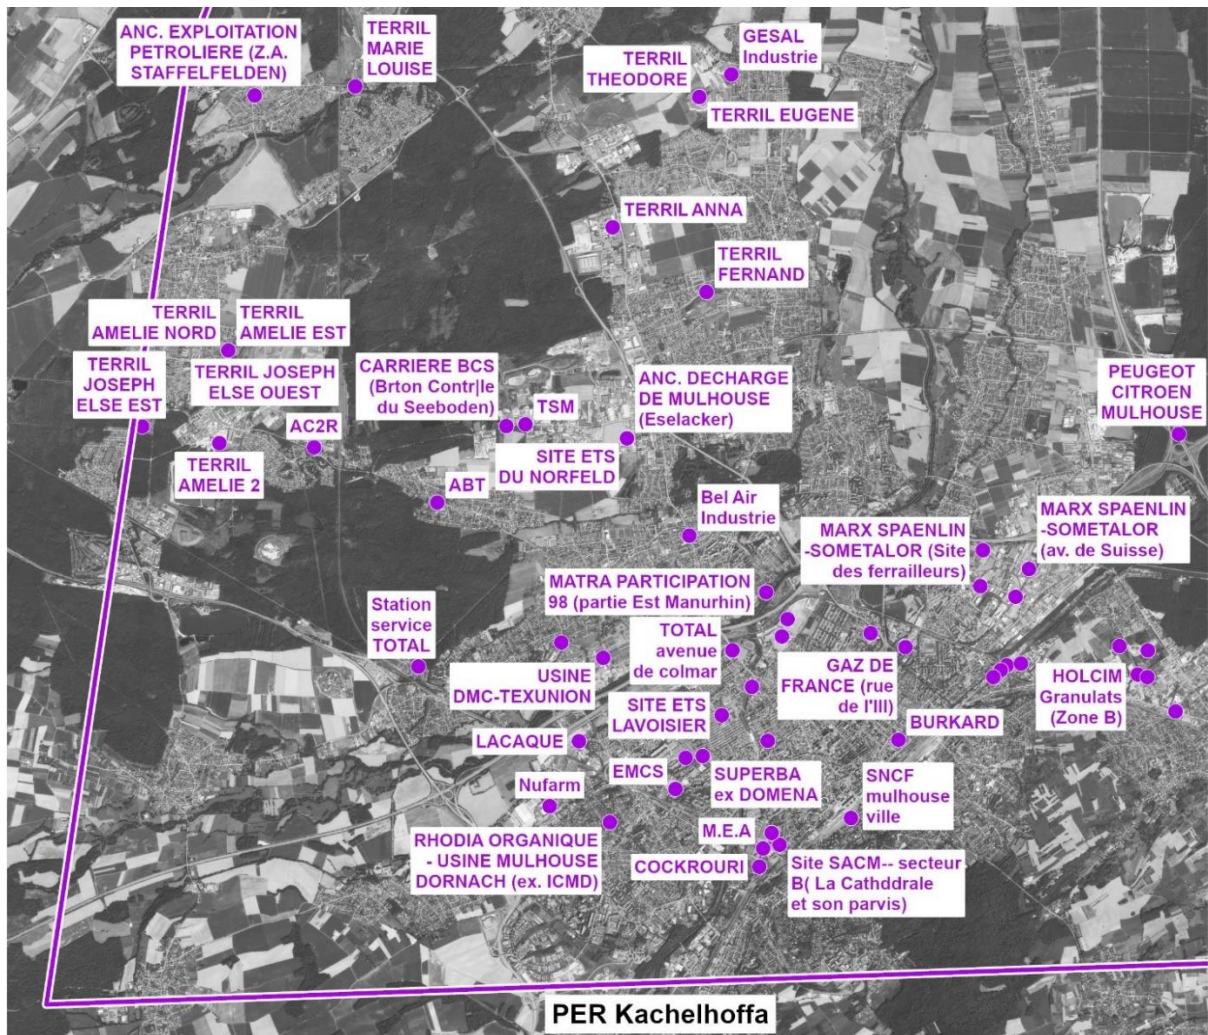 ANC. EXPLOITATION
PETROLIERE (Z.A.
STAFFELFELDEN)
TERRIL
MARIE
LOUISE
TERRIL
THEODORE
GESAL
Industrie
TERRIL EUGENE
TERRIL ANNA
TERRIL
FERNAND
TERRIL
AMELIE NORD
TERRIL
AMELIE EST
TERRIL
JOSEPH
ELSE EST
TERRIL JOSEPH
ELSE OUEST
CARRIERE BCS
(Brton Contr|le
du Seeboden)
TSM
ANC. DECHARGE
DE MULHOUSE
(Eselacker)
PEUGEOT
CITROEN
MULHOUSE
AC2R
TERRIL
AMELIE 2
SITE ETS
DU NORFELD
ABT
Bel Air
Industrie
MARX SPAENLIN
-SOMETALOR (Site
des ferrailleurs)
MARX SPAENLIN
-SOMETALOR
(av. de Suisse)
MATRA PARTICIPATION
98 (partie Est Manurhin)
Station
service
TOTAL
TOTAL
avenue
de colmar
USINE
DMC-TEXUNION
GAZ DE
FRANCE (rue
de l'Ill)
HOLCIM
Granulats
(Zone B)
SITE ETS
LAVOISIER
BURKARD
LACAQUE
EMCS
SUPERBA
ex DOMENA
SNCF
mulhouse
ville
Nufarm
RHODIA ORGANIQUE
- USINE MULHOUSE
DORNACH (ex. ICMD)
M.E.A
COCKROURI
Site SACM-- secteur
B( La Cathddrale
et son parvis)
PER Kachelhoffa